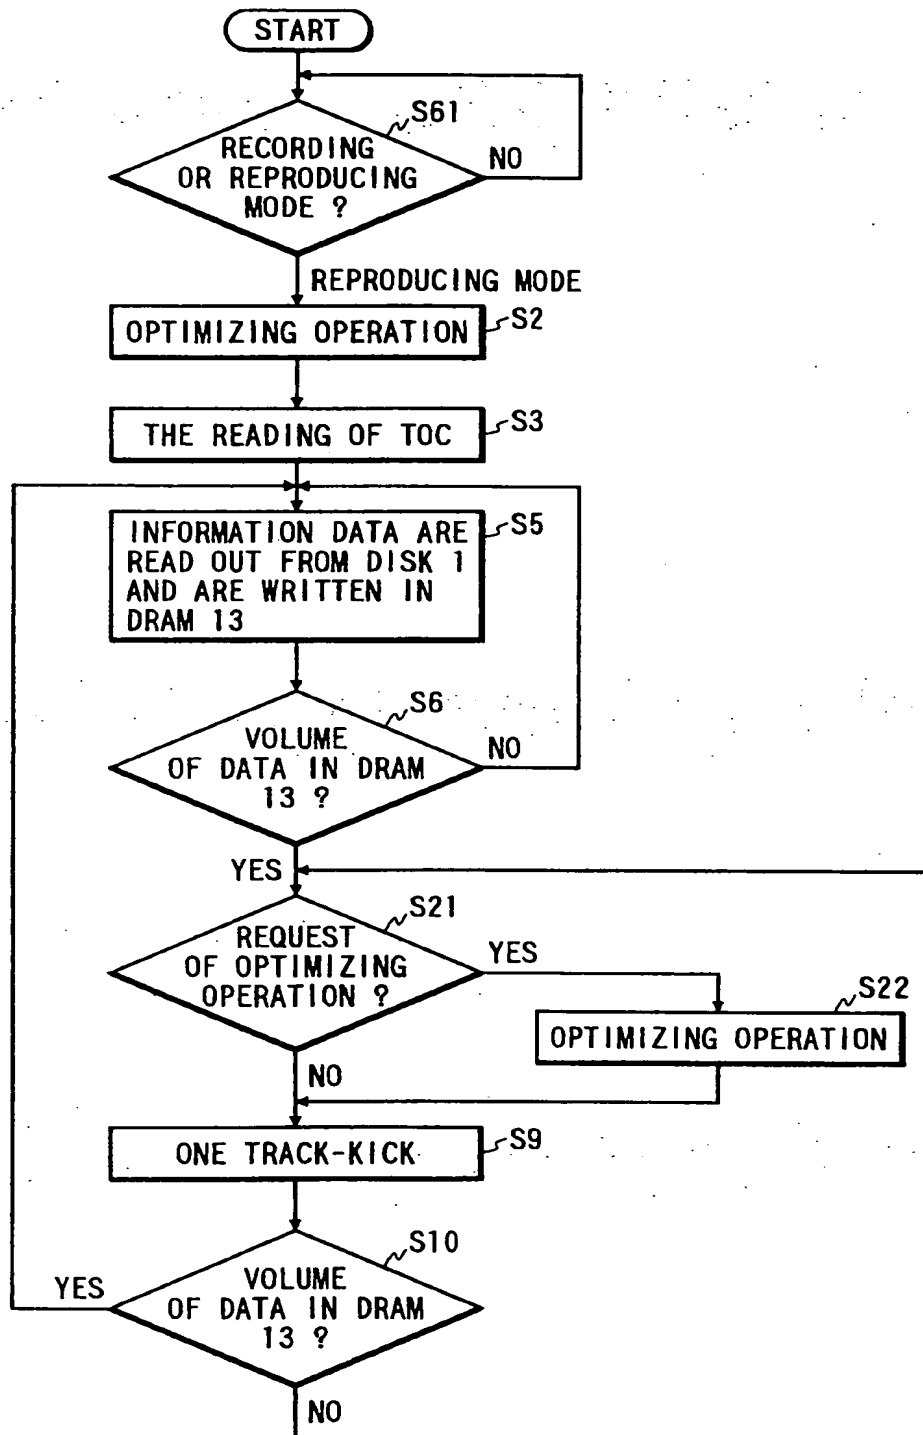 START
S61
RECORDING
OR REPRODUCING
MODE ?
NO
REPRODUCING MODE
S2
OPTIMIZING OPERATION
S3
THE READING OF TOC
S5
INFORMATION DATA ARE
READ OUT FROM DISK 1
AND ARE WRITTEN IN
DRAM 13
S6
VOLUME
OF DATA IN DRAM
13 ?
NO
YES
S21
REQUEST
OF OPTIMIZING
OPERATION ?
YES
S22
OPTIMIZING OPERATION
NO
S9
ONE TRACK-KICK
S10
YES
VOLUME
OF DATA IN DRAM
13 ?
NO